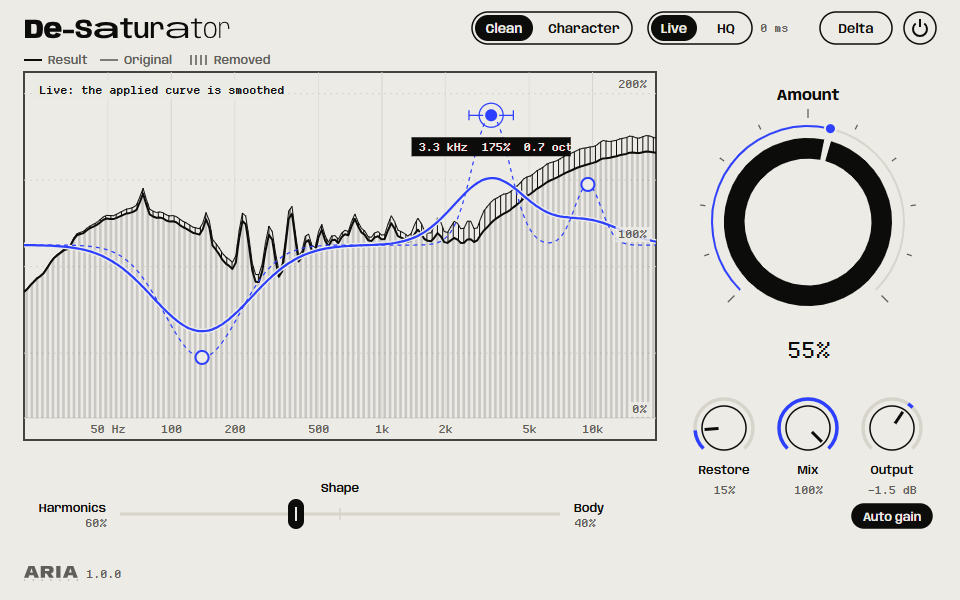 De-Saturator
Clean Character Live HQ 0 ms Delta
Result Original Removed
Live: the applied curve is smoothed
200%
3.3 kHz 175% 0.7 oct
100%
0%
50 Hz 100 200 500 1k 2k 5k 10k
Amount
55%
Restore Mix Output
15% 100% -1.5 dB
Auto gain
Shape
Harmonics Body
60% 40%
ARIA 1.0.0